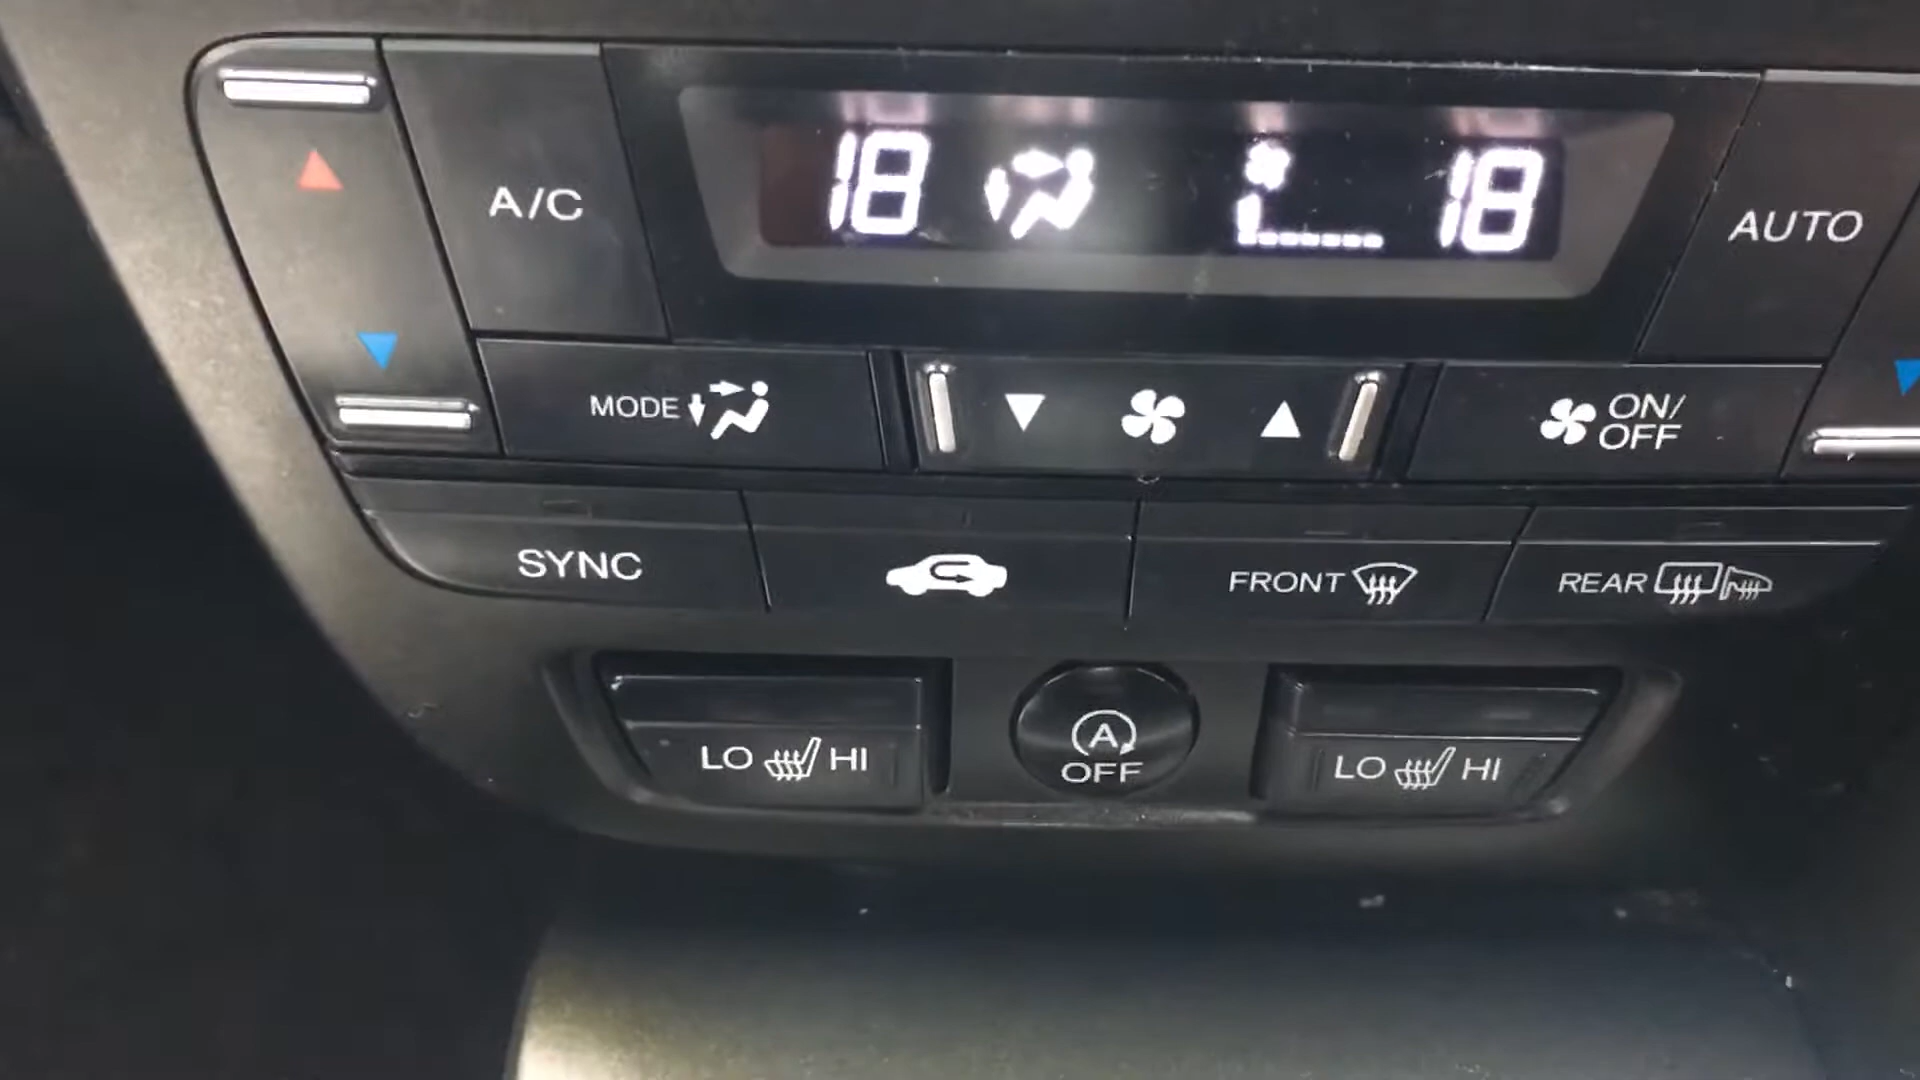 18 18
A/C
AUTO
MODE
ON/
OFF
SYNC
FRONT
REAR
LO HI
A
OFF
LO HI